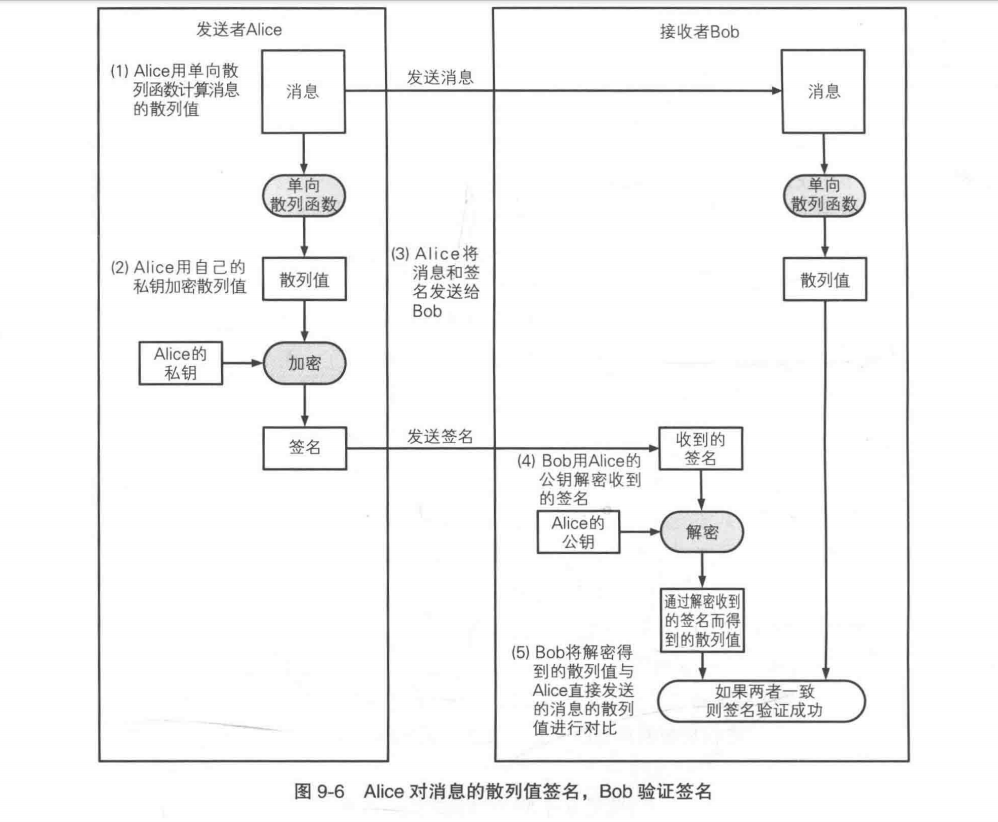 发送者Alice
(1) Alice用单向散
列函数计算消息
的散列值
消息
单向
散列函数
(2) Alice用自己的
私钥加密散列值
散列值
Alice的
私钥
加密
签名
发送消息
(3) Alice将
消息和签
名发送给
Bob
发送签名
接收者Bob
消息
单向
散列函数
散列值
收到的
签名
(4) Bob用Alice的
公钥解密收到
的签名
Alice的
公钥
解密
通过解密收到
的签名而得
到的散列值
(5) Bob将解密得
到的散列值与
Alice直接发送
的消息的散列
值进行对比
如果两者一致
则签名验证成功
图 9-6 Alice 对消息的散列值签名，Bob 验证签名